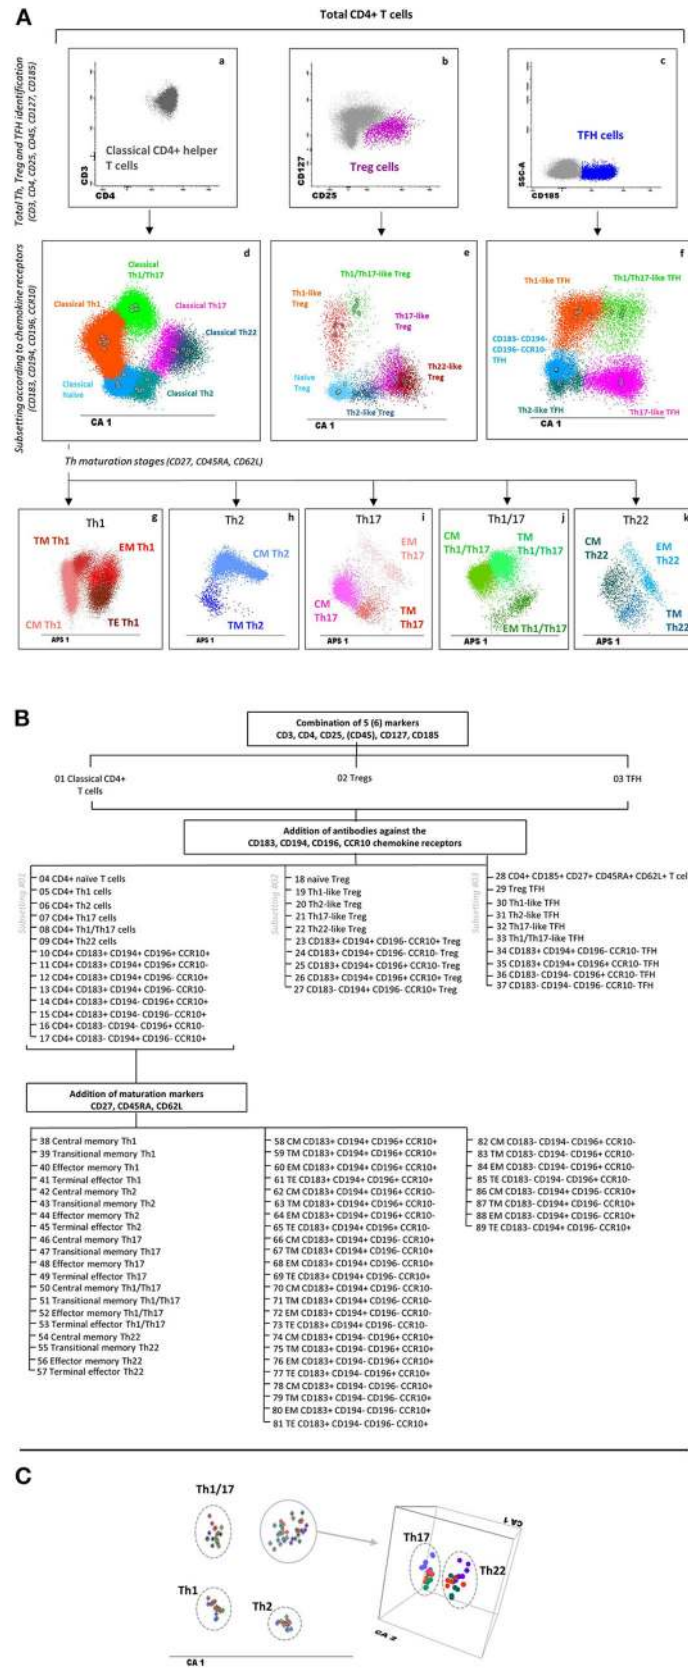 A
Total CD4+ T cells
Total Th, Treg and TFH identification
(CD3, CD4, CD25, CD45, CD127, CD185)
a
Classical CD4+ helper
T cells
CD3
CD4
b
Treg cells
CD127
CD25
c
TFH cells
SSC-A
CD185
Subsetting according to chemokine receptors
(CD183, CD194, CD196, CCR10)
d
Classical
Th1/Th17
Classical Th1
Classical Th17
Classical Th22
Classical
Naïve
Classical Th2
CA 1
e
Th1/Th17-like Treg
Th1-like
Treg
Th17-like
Treg
Naïve
Treg
Th22-like
Treg
Th2-like Treg
CA 1
f
Th1-like TFH
Th1/Th17-like TFH
CD183- CD194-
CD196- CCR10-
TFH
Th2-like TFH
Th17-like TFH
CA 1
Th maturation stages (CD27, CD45RA, CD62L)
Th1
g
TM Th1
EM Th1
CM Th1
TE Th1
APS 1
Th2
h
CM Th2
TM Th2
APS 1
Th17
i
EM
Th17
CM
Th17
TM
Th17
APS 1
Th1/17
j
CM
Th1/Th17
TM
Th1/Th17
EM Th1/Th17
APS 1
Th22
k
CM
Th22
EM
Th22
TM
Th22
APS 1
B
Combination of 5 (6) markers
CD3, CD4, CD25, (CD45), CD127, CD185
01 Classical CD4+
T cells
02 Tregs
03 TFH
Addition of antibodies against the
CD183, CD194, CD196, CCR10 chemokine receptors
Subsetting #01
04 CD4+ naïve T cells
05 CD4+ Th1 cells
06 CD4+ Th2 cells
07 CD4+ Th17 cells
08 CD4+ Th1/Th17 cells
09 CD4+ Th22 cells
10 CD4+ CD183+ CD194+ CD196+ CCR10+
11 CD4+ CD183+ CD194+ CD196+ CCR10-
12 CD4+ CD183+ CD194+ CD196- CCR10+
13 CD4+ CD183+ CD194+ CD196- CCR10-
14 CD4+ CD183+ CD194- CD196+ CCR10+
15 CD4+ CD183+ CD194- CD196- CCR10+
16 CD4+ CD183- CD194- CD196+ CCR10-
17 CD4+ CD183- CD194+ CD196- CCR10+
Subsetting #02
18 naive Treg
19 Th1-like Treg
20 Th2-like Treg
21 Th17-like Treg
22 Th22-like Treg
23 CD183+ CD194+ CD196- CCR10+ Treg
24 CD183+ CD194+ CD196- CCR10- Treg
25 CD183+ CD194+ CD196+ CCR10- Treg
26 CD183+ CD194+ CD196+ CCR10+ Treg
27 CD183- CD194+ CD196- CCR10+ Treg
Subsetting #03
28 CD4+ CD185+ CD27+ CD45RA+ CD62L+ T cel
29 Treg TFH
30 Th1-like TFH
31 Th2-like TFH
32 Th17-like TFH
33 Th1/Th17-like TFH
34 CD183+ CD194+ CD196- CCR10- TFH
35 CD183+ CD194+ CD196+ CCR10- TFH
36 CD183- CD194- CD196+ CCR10- TFH
37 CD183- CD194- CD196- CCR10- TFH
Addition of maturation markers
CD27, CD45RA, CD62L
38 Central memory Th1
39 Transitional memory Th1
40 Effector memory Th1
41 Terminal effector Th1
42 Central memory Th2
43 Transitional memory Th2
44 Effector memory Th2
45 Terminal effector Th2
46 Central memory Th17
47 Transitional memory Th17
48 Effector memory Th17
49 Terminal effector Th17
50 Central memory Th1/Th17
51 Transitional memory Th1/Th17
52 Effector memory Th1/Th17
53 Terminal effector Th1/Th17
54 Central memory Th22
55 Transitional memory Th22
56 Effector memory Th22
57 Terminal effector Th22
58 CM CD183+ CD194+ CD196+ CCR10+
59 TM CD183+ CD194+ CD196+ CCR10+
60 EM CD183+ CD194+ CD196+ CCR10+
61 TE CD183+ CD194+ CD196+ CCR10+
62 CM CD183+ CD194+ CD196+ CCR10-
63 TM CD183+ CD194+ CD196+ CCR10-
64 EM CD183+ CD194+ CD196+ CCR10-
65 TE CD183+ CD194+ CD196+ CCR10-
66 CM CD183+ CD194+ CD196- CCR10+
67 TM CD183+ CD194+ CD196- CCR10+
68 EM CD183+ CD194+ CD196- CCR10+
69 TE CD183+ CD194+ CD196- CCR10+
70 CM CD183+ CD194+ CD196- CCR10-
71 TM CD183+ CD194+ CD196- CCR10-
72 EM CD183+ CD194+ CD196- CCR10-
73 TE CD183+ CD194+ CD196- CCR10-
74 CM CD183+ CD194- CD196+ CCR10+
75 TM CD183+ CD194- CD196+ CCR10+
76 EM CD183+ CD194- CD196+ CCR10+
77 TE CD183+ CD194- CD196+ CCR10+
78 CM CD183+ CD194- CD196- CCR10+
79 TM CD183+ CD194- CD196- CCR10+
80 EM CD183+ CD194- CD196- CCR10+
81 TE CD183+ CD194- CD196- CCR10+
82 CM CD183- CD194- CD196+ CCR10-
83 TM CD183- CD194- CD196+ CCR10-
84 EM CD183- CD194- CD196+ CCR10-
85 TE CD183- CD194- CD196+ CCR10-
86 CM CD183- CD194+ CD196- CCR10+
87 TM CD183- CD194+ CD196- CCR10+
88 EM CD183- CD194+ CD196- CCR10+
89 TE CD183- CD194+ CD196- CCR10+
C
Th1/17
Th1
Th2
CA 1
Th17
Th22
CA 1
CA 2